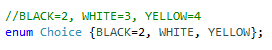 //BLACK=2, WHITE=3, YELLOW=4
enum Choice {BLACK=2, WHITE, YELLOW};